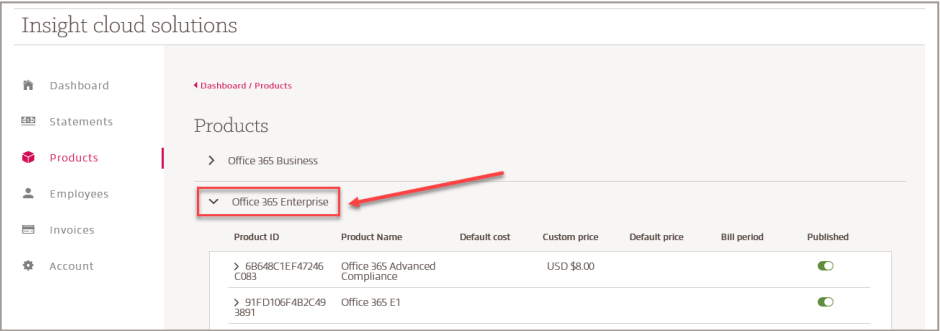 Insight cloud solutions
Dashboard
Statements
Products
Employees
Invoices
Account
Dashboard / Products
Products
Office 365 Business
Office 365 Enterprise
Product ID Product Name Default cost Custom price Default price Bill period Published
6B648C1EF47246 Office 365 Advanced USD $8.00
C083 Compliance
91FD106F4B2C49 Office 365 E1
3891